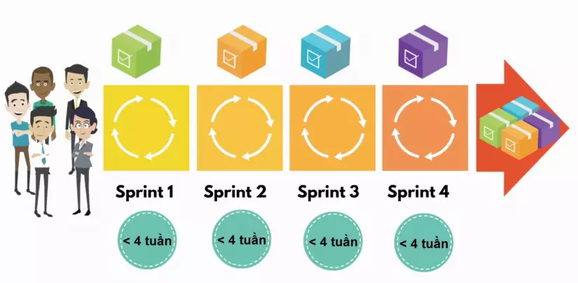 Sprint 1
Sprint 2
Sprint 3
Sprint 4
< 4 tuần
< 4 tuần
< 4 tuần
< 4 tuần